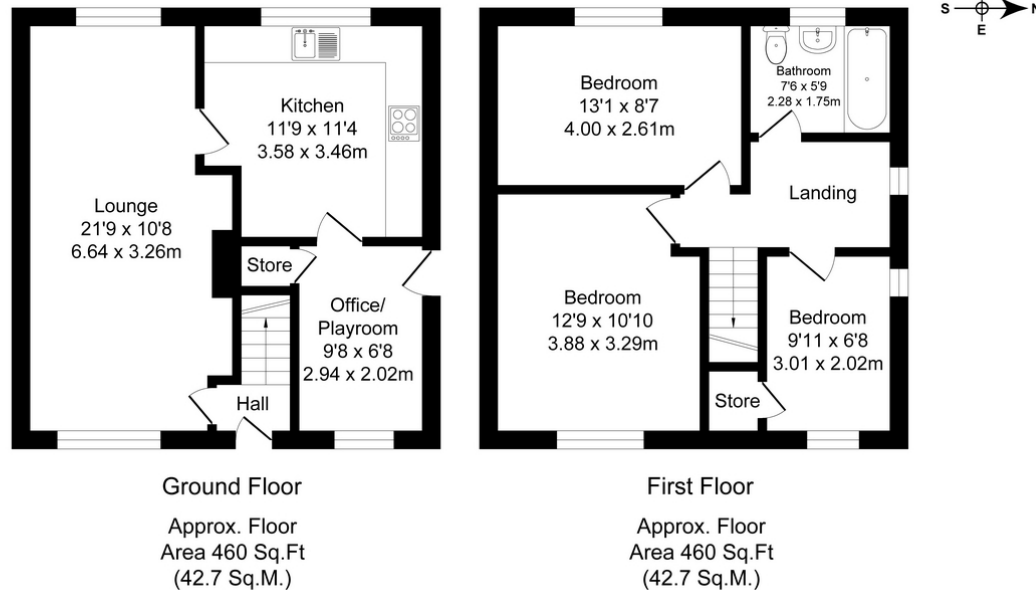 S
N
E
Lounge
21'9 x 10'8
6.64 x 3.26m
Kitchen
11'9 x 11'4
3.58 x 3.46m
Store
Office/
Playroom
9'8 x 6'8
2.94 x 2.02m
Hall
Ground Floor
Approx. Floor
Area 460 Sq.Ft
(42.7 Sq.M.)
Bedroom
13'1 x 8'7
4.00 x 2.61m
Bathroom
7'6 x 5'9
2.28 x 1.75m
Landing
Bedroom
12'9 x 10'10
3.88 x 3.29m
Bedroom
9'11 x 6'8
3.01 x 2.02m
Store
First Floor
Approx. Floor
Area 460 Sq.Ft
(42.7 Sq.M.)